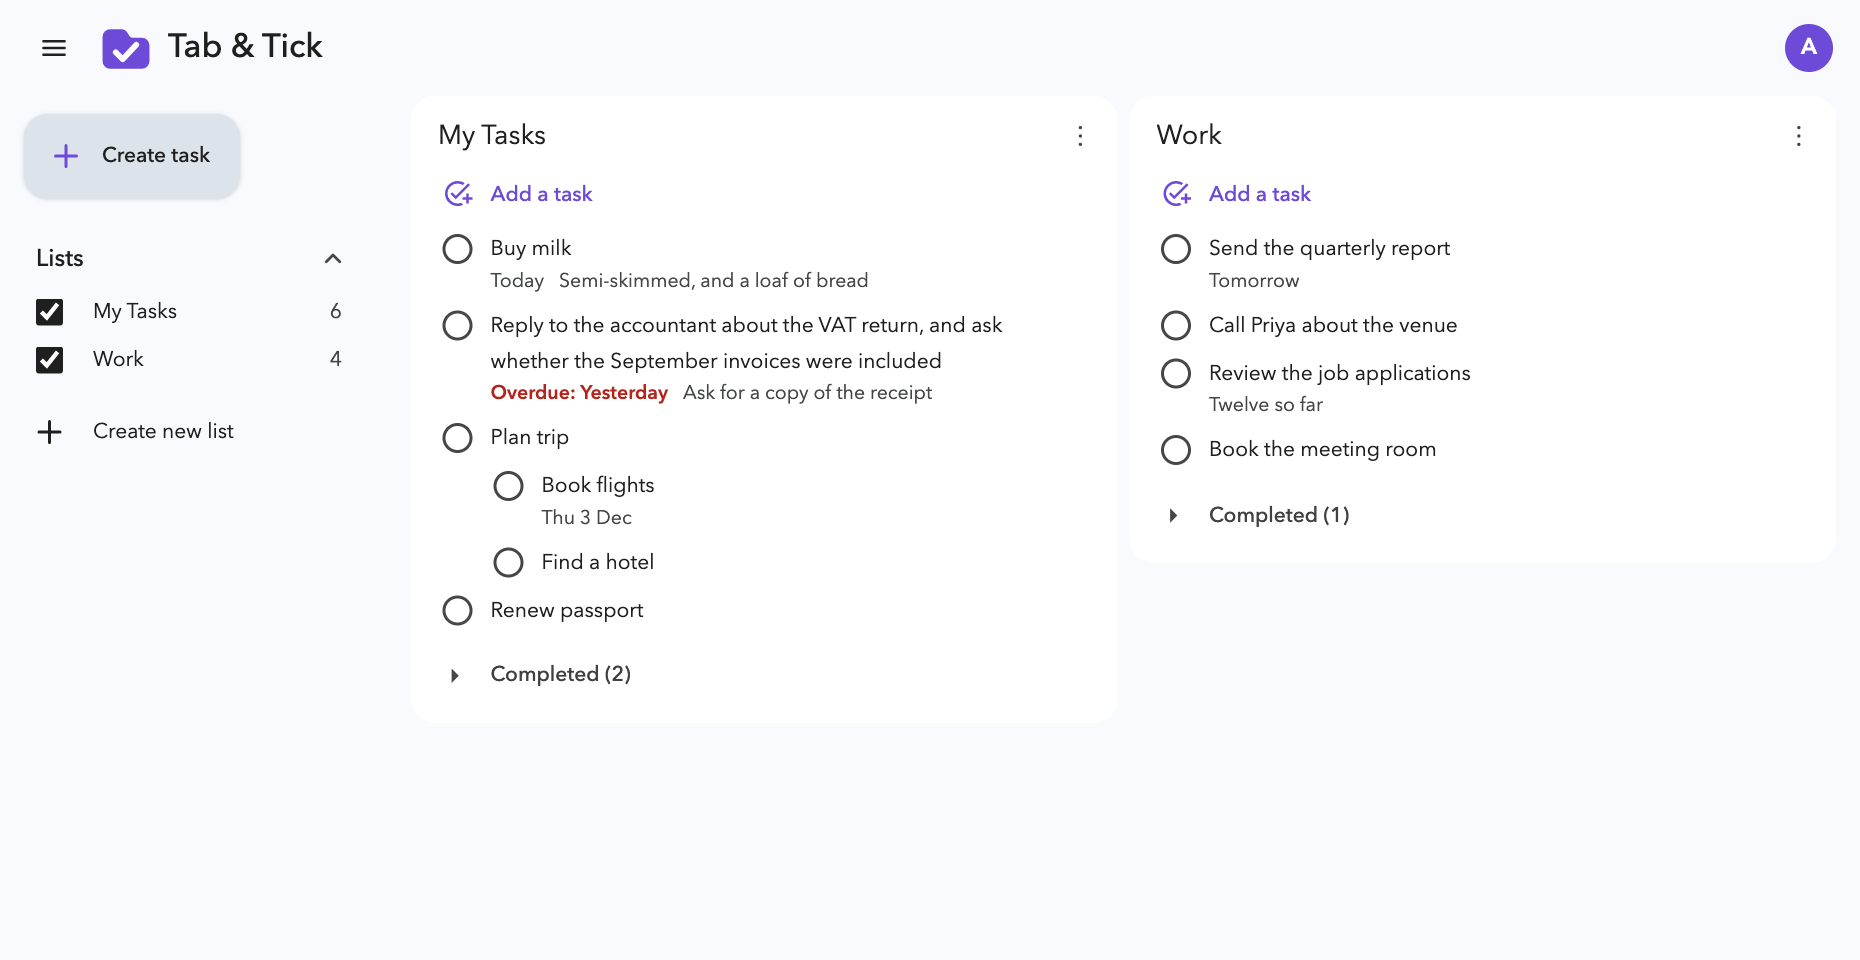 Tab & Tick
A
Create task
Lists
My Tasks 6
Work 4
Create new list
My Tasks
Add a task
Buy milk
Today Semi-skimmed, and a loaf of bread
Reply to the accountant about the VAT return, and ask
whether the September invoices were included
Overdue: Yesterday Ask for a copy of the receipt
Plan trip
Book flights
Thu 3 Dec
Find a hotel
Renew passport
Completed (2)
Work
Add a task
Send the quarterly report
Tomorrow
Call Priya about the venue
Review the job applications
Twelve so far
Book the meeting room
Completed (1)